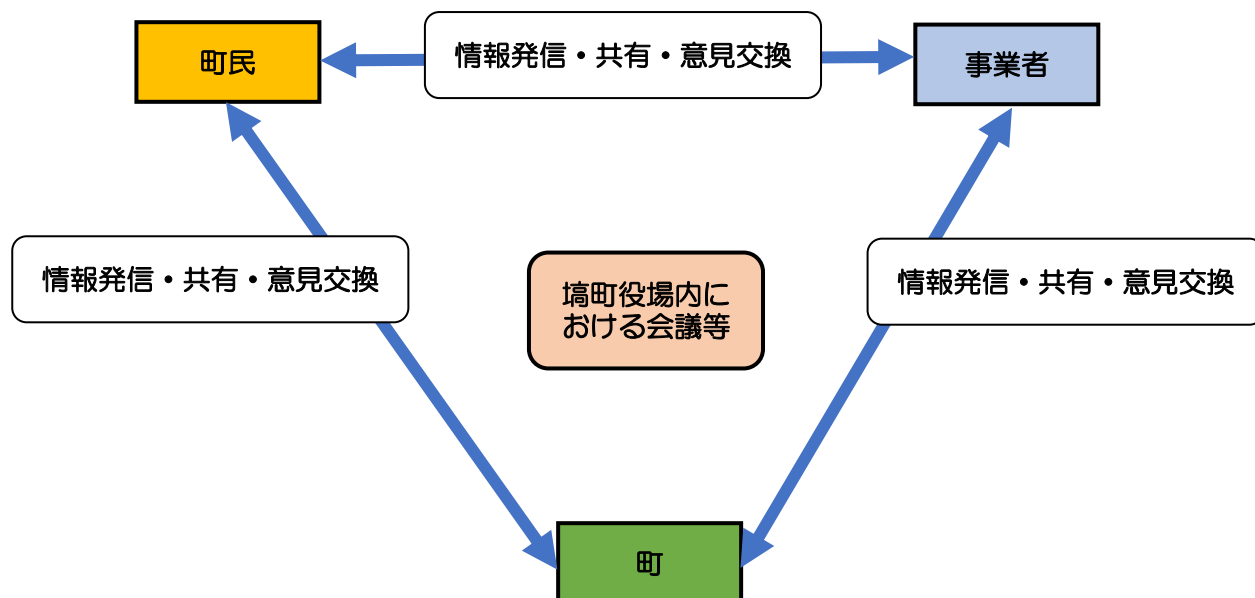 町民
情報発信・共有・意見交換
事業者
情報発信・共有・意見交換
塙町役場内に
おける会議等
情報発信・共有・意見交換
町